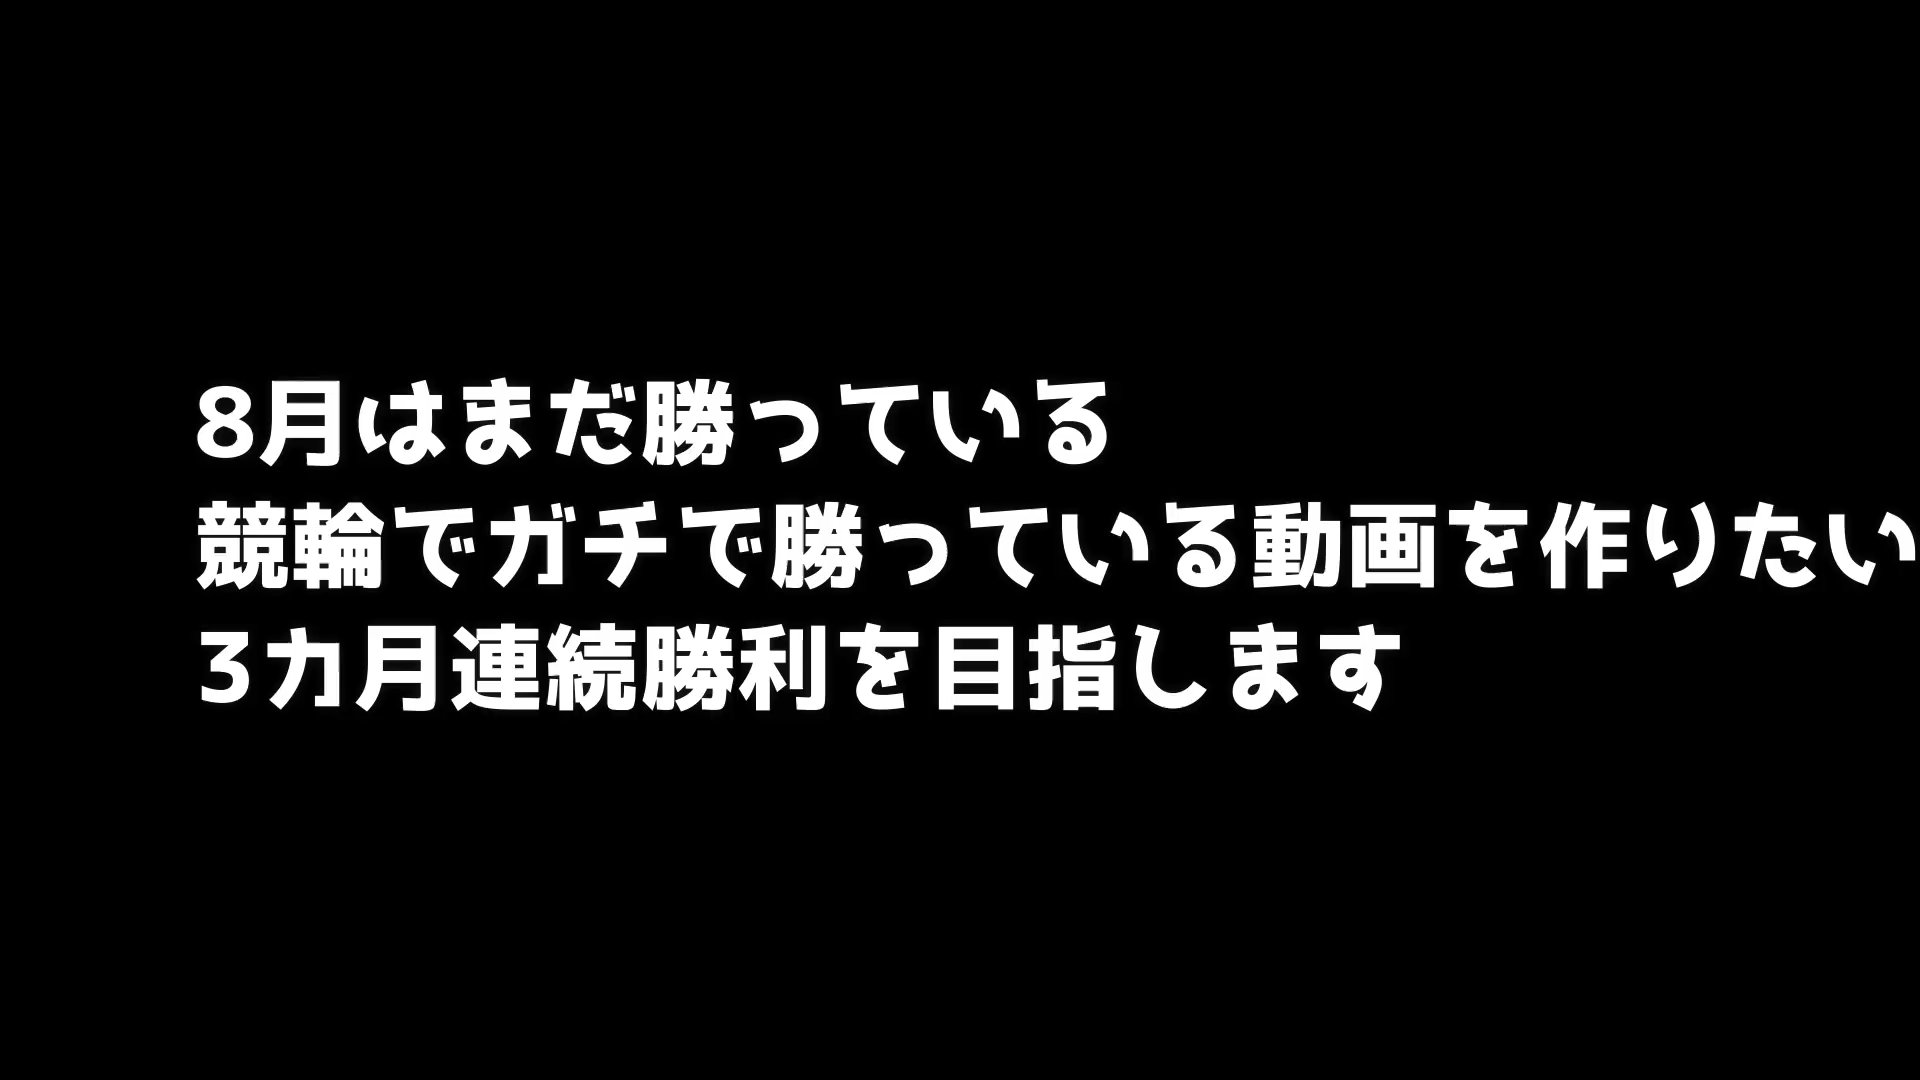 8月はまだ勝っている
競輪でガチで勝っている動画を作りたい
3カ月連続勝利を目指します